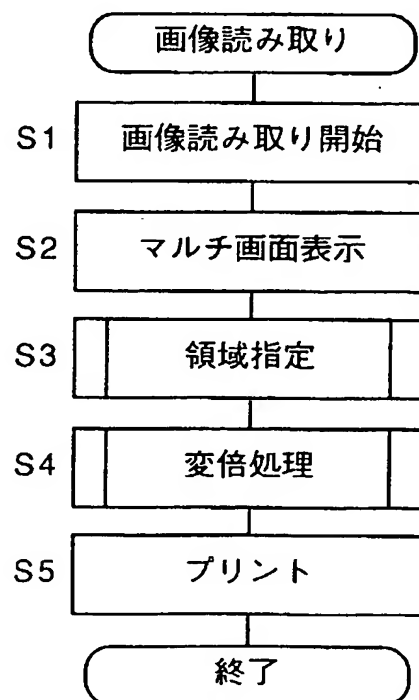 画像読み取り
S1 画像読み取り開始
S2 マルチ画面表示
S3 領域指定
S4 変倍処理
S5 プリント
終了